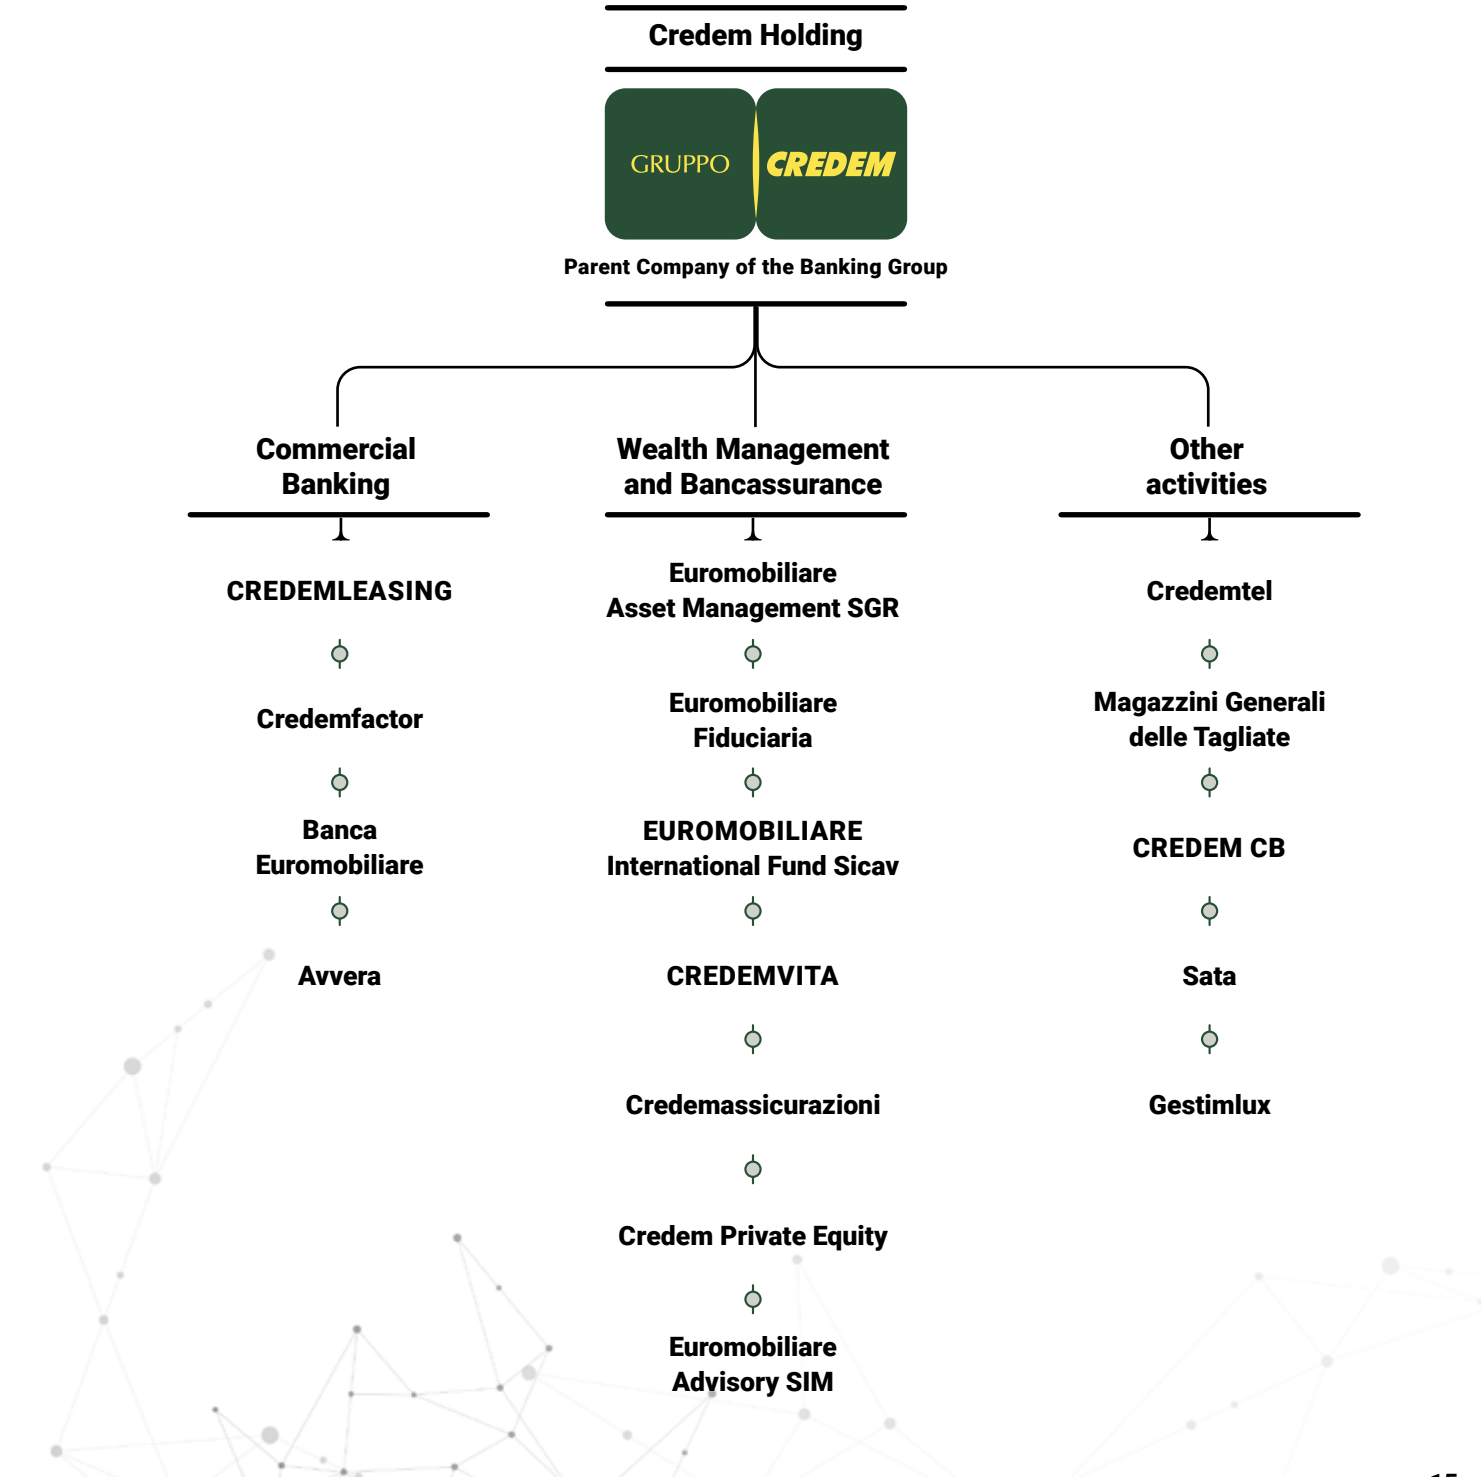 Credem Holding
GRUPPO CREDEM
Parent Company of the Banking Group
Commercial
Banking
CREDEMLEASING
Credemfactor
Banca
Euromobiliare
Avvera
Wealth Management
and Bancassurance
Euromobiliare
Asset Management SGR
Euromobiliare
Fiduciaria
EUROMOBILIARE
International Fund Sicav
CREDEMVITA
Credemassicurazioni
Credem Private Equity
Euromobiliare
Advisory SIM
Other
activities
Credemtel
Magazzini Generali
delle Tagliate
CREDEM CB
Sata
Gestimlux